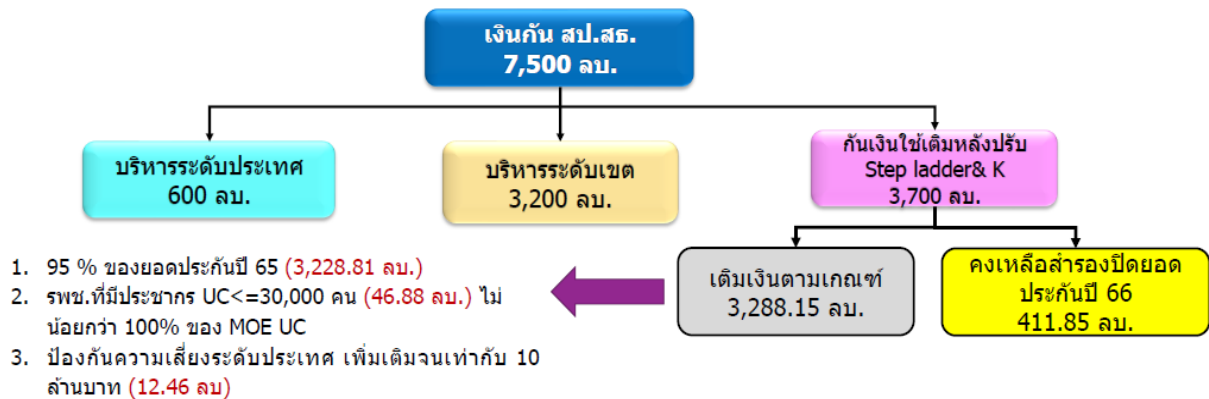 เงินกัน สป.สธ.
7,500 ลบ.
บริหารระดับประเทศ
600 ลบ.
บริหารระดับเขต
3,200 ลบ.
กันเงินใช้เติมหลังปรับ
Step ladder& K
3,700 ลบ.
1. 95 % ของยอดประกันปี 65 (3,228.81 ลบ.)
2. รพช.ที่มีประชากร UC<=30,000 คน (46.88 ลบ.) ไม่
น้อยกว่า 100% ของ MOE UC
3. ป้องกันความเสี่ยงระดับประเทศ เพิ่มเติมจนเท่ากับ 10
ล้านบาท (12.46 ลบ)
เติมเงินตามเกณฑ์
3,288.15 ลบ.
คงเหลือสำรองปิดยอด
ประกันปี 66
411.85 ลบ.